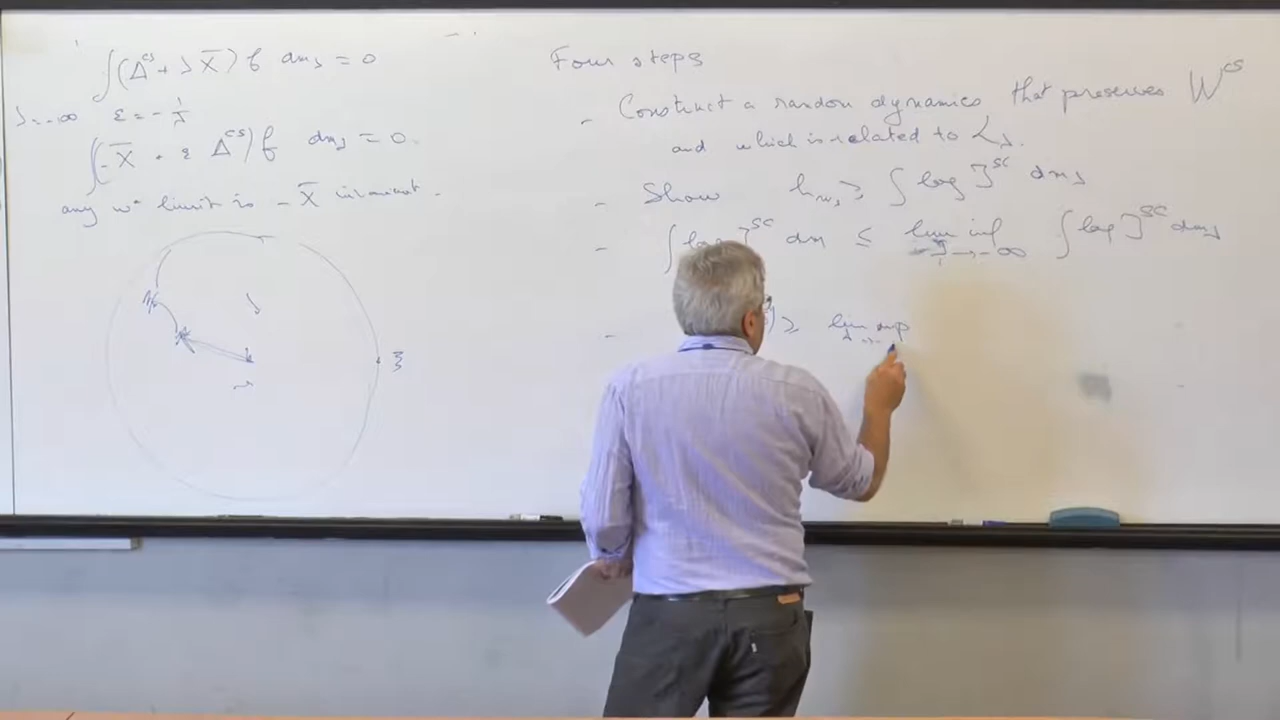 ∫(Δ^cs + λ X̄) f dm_λ = 0
λ → -∞ ε = -1/λ
∫(-X̄ + ε Δ^cs) f dm_λ = 0.
any w* limit is -X̄ invariant.
ξ
Four steps
- Construct a random dynamics that preserves W^cs
and which is related to L_λ.
- Show h_{m_λ} ≥ ∫ log J^sc dm_λ
- ∫ log J^sc dm ≤ lim inf_{λ→-∞} ∫ log J^sc dm_λ
- ≥ lim sup